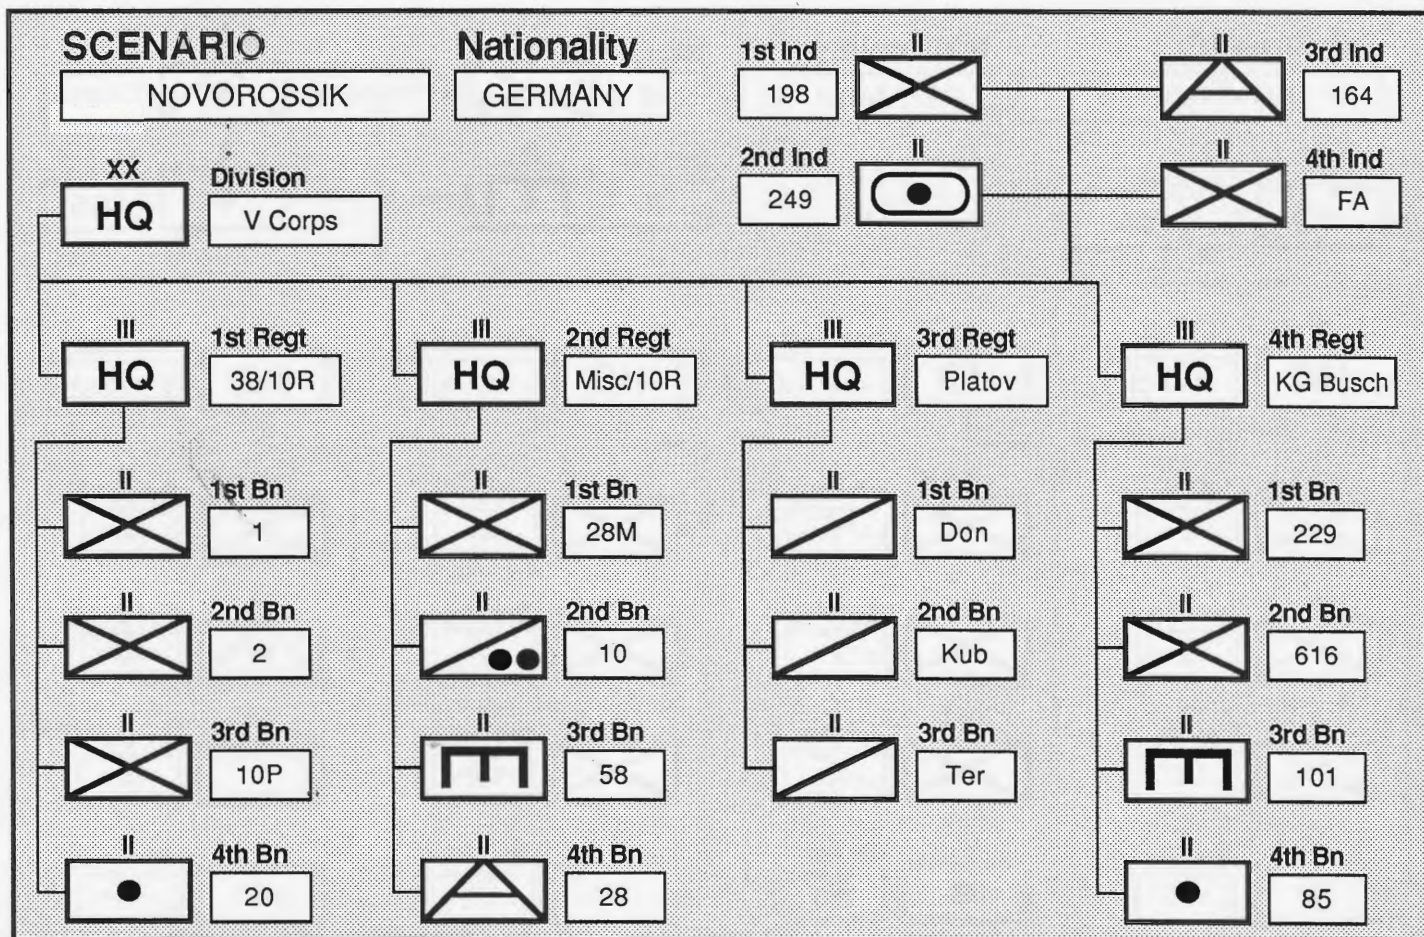 SCENARIO
NOVOROSSIK
Nationality
GERMANY
1st Ind
198
II
II
3rd Ind
164
2nd Ind
249
II
II
4th Ind
FA
XX
HQ
Division
V Corps
III
HQ
1st Regt
38/10R
III
HQ
2nd Regt
Misc/10R
III
HQ
3rd Regt
Platov
III
HQ
4th Regt
KG Busch
II
1st Bn
1
II
1st Bn
28M
II
1st Bn
Don
II
1st Bn
229
II
2nd Bn
2
II
2nd Bn
10
II
2nd Bn
Kub
II
2nd Bn
616
II
3rd Bn
10P
II
3rd Bn
58
II
3rd Bn
Ter
II
3rd Bn
101
II
4th Bn
20
II
4th Bn
28
II
4th Bn
85